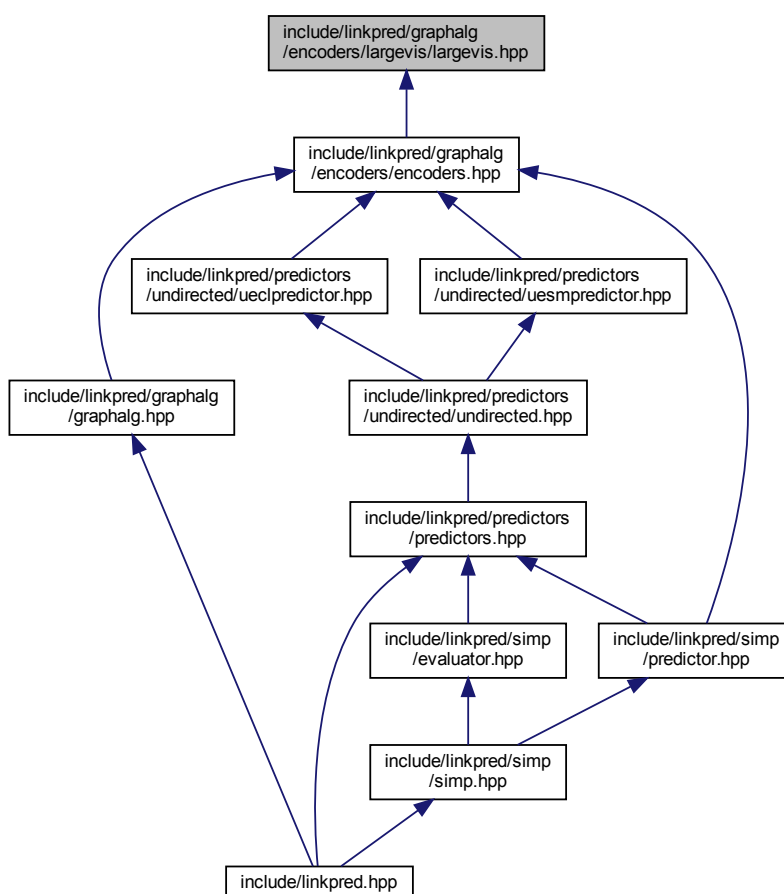 include/linkpred/graphalg
/encoders/largevis/largevis.hpp
include/linkpred/graphalg
/encoders/encoders.hpp
include/linkpred/predictors
/undirected/ueclpredictor.hpp
include/linkpred/predictors
/undirected/uesmpredictor.hpp
include/linkpred/graphalg
/graphalg.hpp
include/linkpred/predictors
/undirected/undirected.hpp
include/linkpred/predictors
/predictors.hpp
include/linkpred/simp
/evaluator.hpp
include/linkpred/simp
/predictor.hpp
include/linkpred/simp
/simp.hpp
include/linkpred.hpp